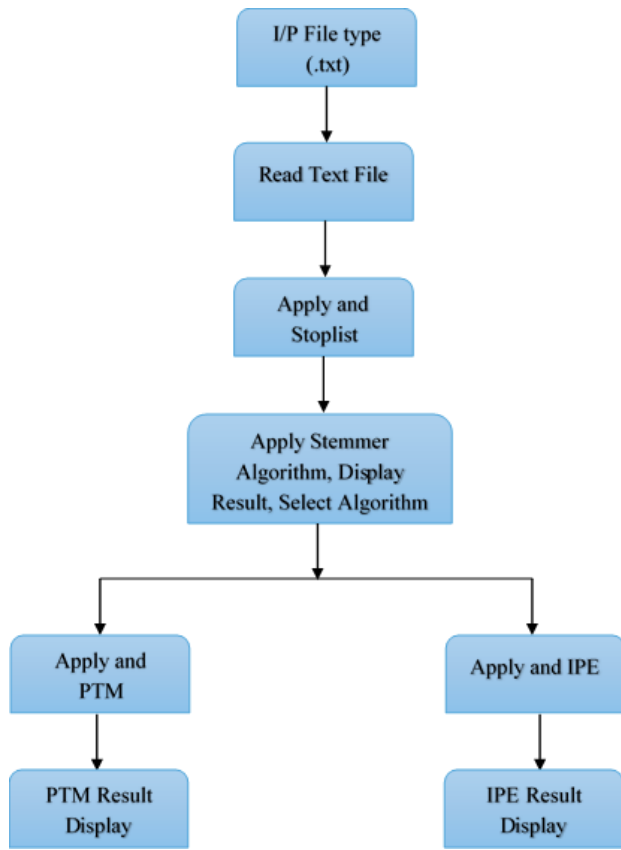 I/P File type
(.txt)
Read Text File
Apply and
Stoplist
Apply Stemmer
Algorithm, Display
Result, Select Algorithm
Apply and
PTM
Apply and IPE
PTM Result
Display
IPE Result
Display